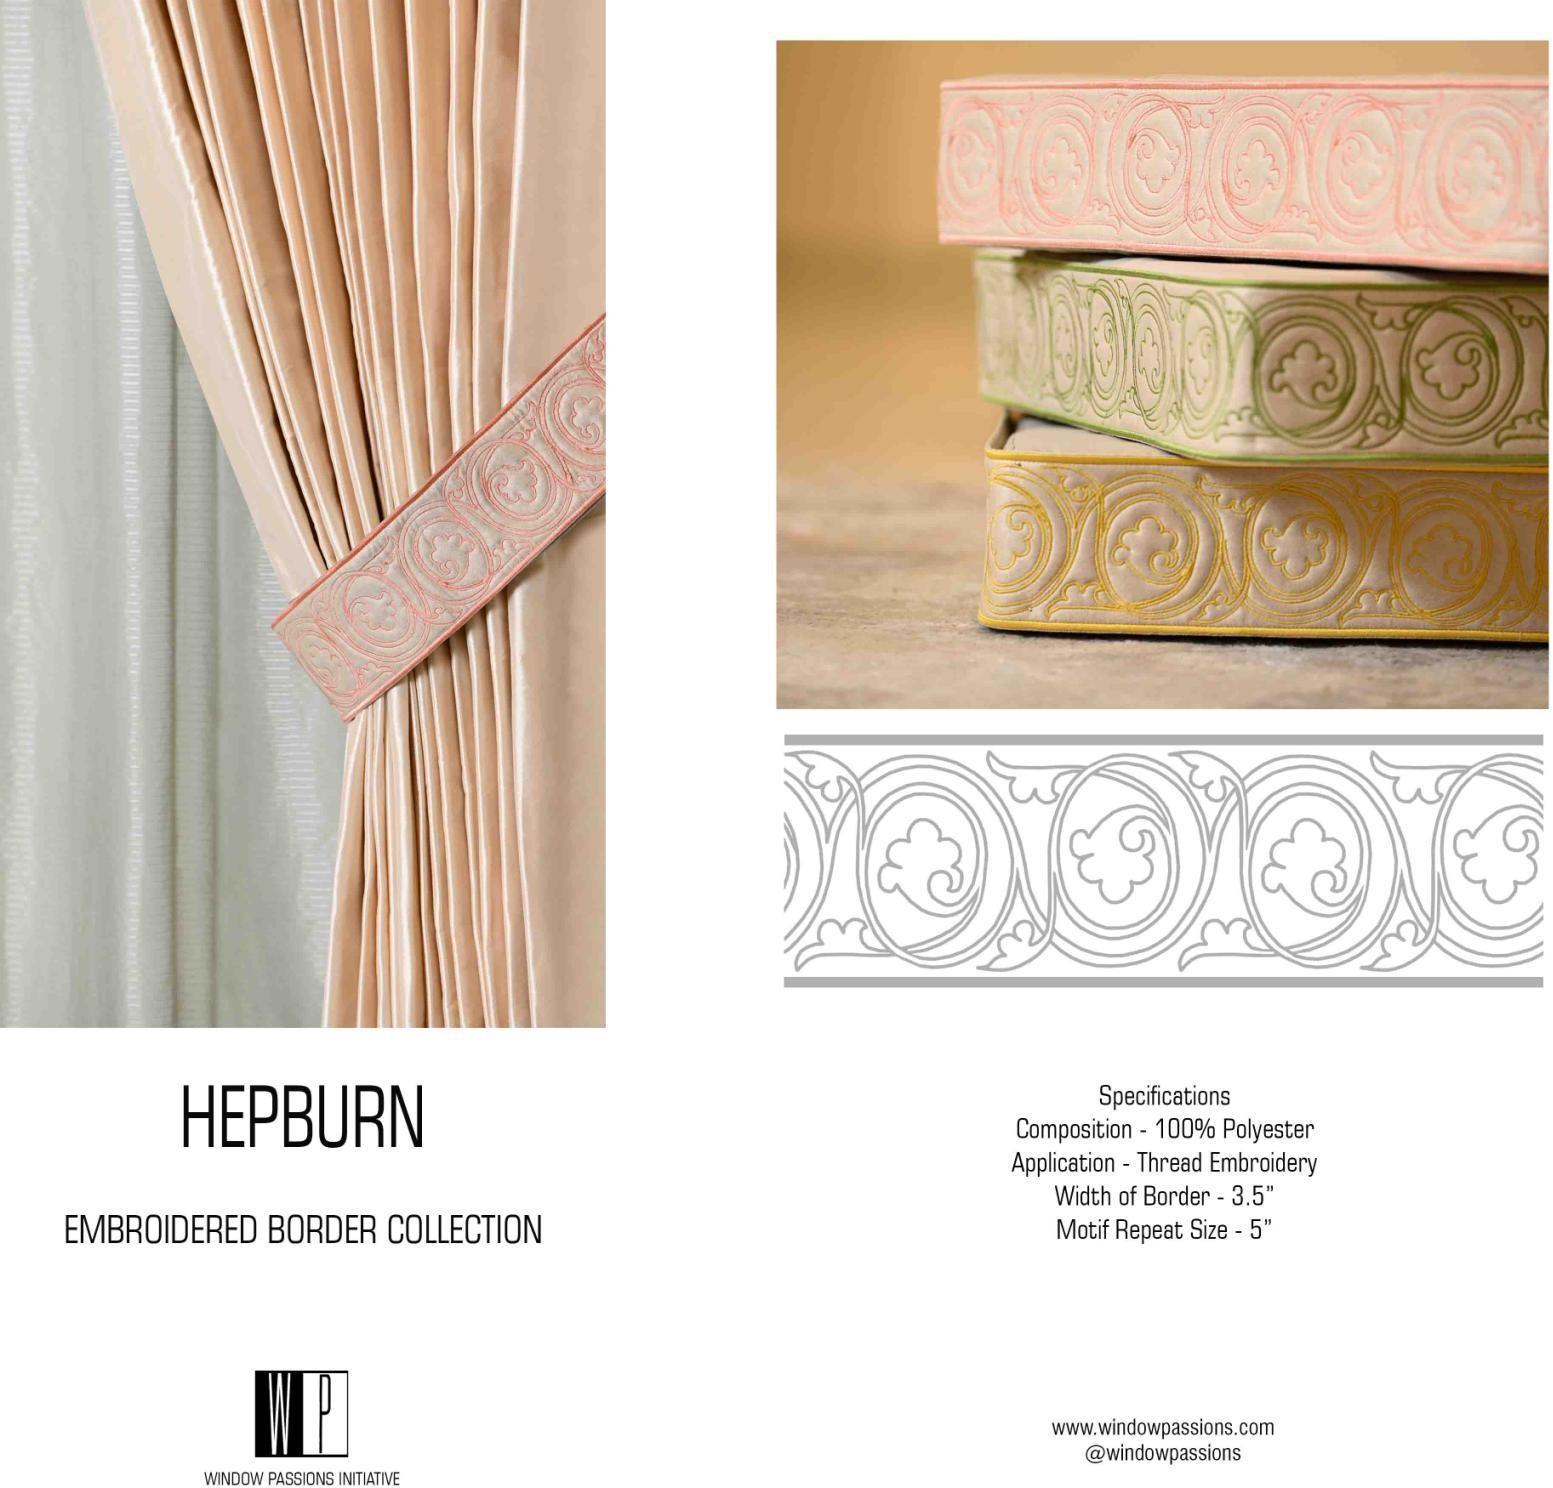 HEPBURN
EMBROIDERED BORDER COLLECTION
WP
WINDOW PASSIONS INITIATIVE
Specifications
Composition - 100% Polyester
Application - Thread Embroidery
Width of Border - 3.5”
Motif Repeat Size - 5”
www.windowpassions.com
@windowpassions